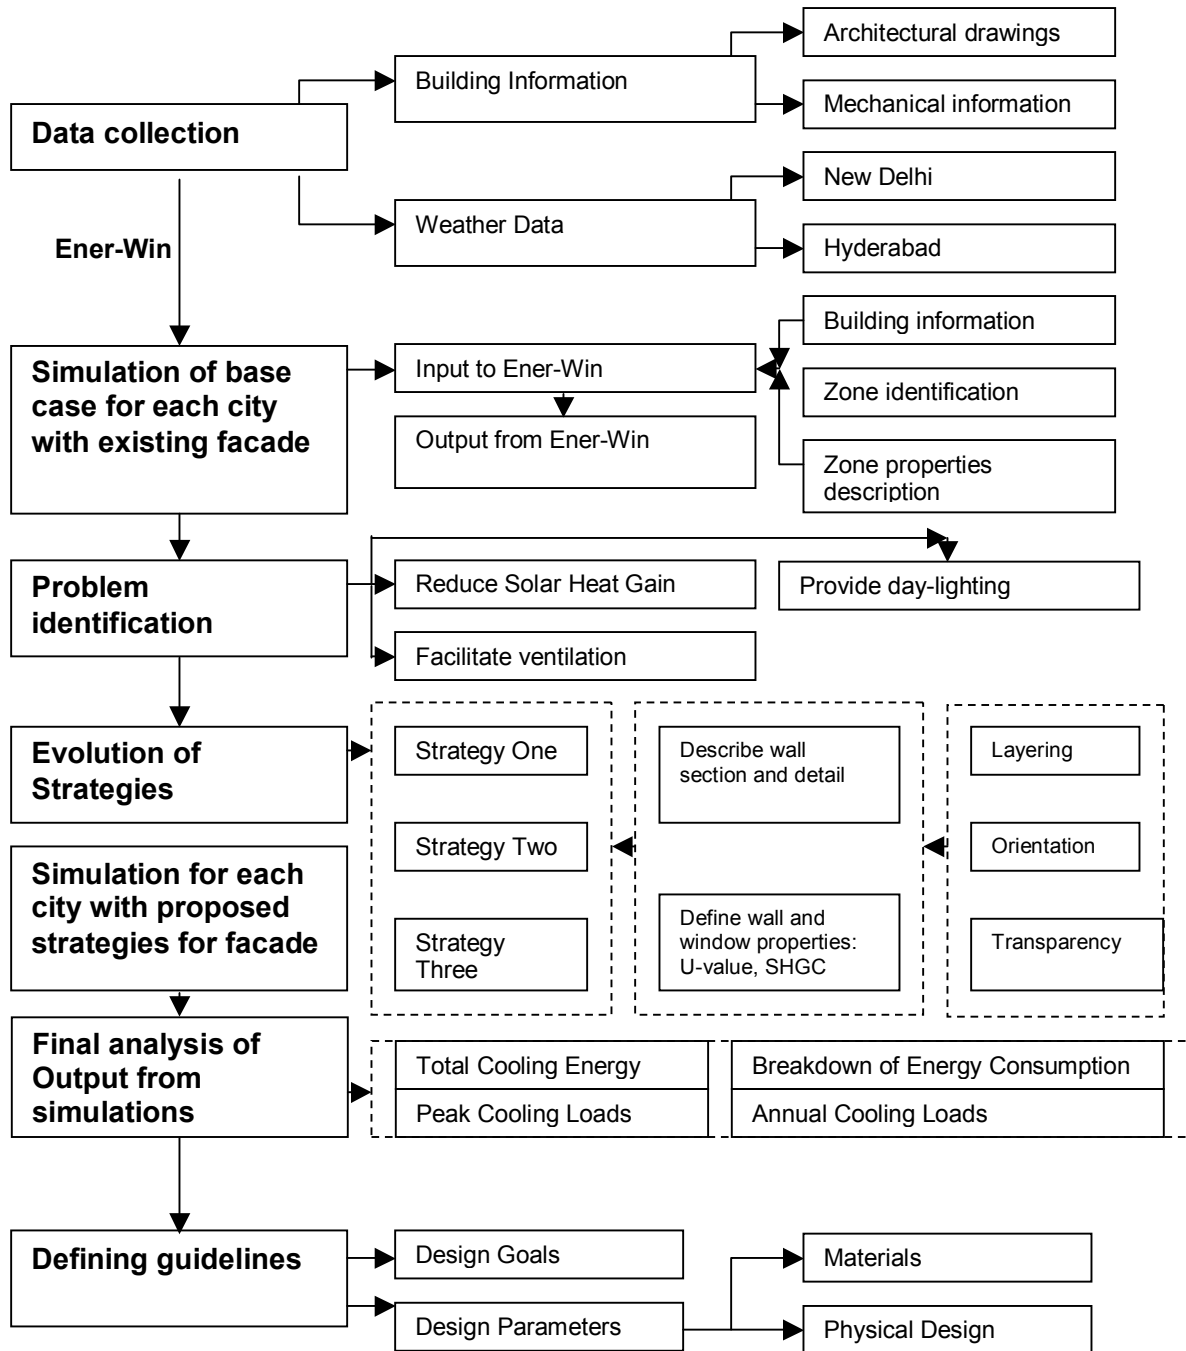 Architectural drawings
Building Information
Mechanical information
Data collection
New Delhi
Weather Data
Ener-Win
Hyderabad
Building information
Simulation of base
case for each city
with existing facade
Input to Ener-Win
Zone identification
Output from Ener-Win
Zone properties
description
Problem
identification
Reduce Solar Heat Gain
Provide day-lighting
Facilitate ventilation
Evolution of
Strategies
Strategy One
Describe wall
section and detail
Layering
Simulation for each
city with proposed
strategies for facade
Strategy Two
Orientation
Strategy
Three
Define wall and
window properties:
U-value, SHGC
Transparency
Final analysis of
Output from
simulations
Total Cooling Energy
Breakdown of Energy Consumption
Peak Cooling Loads
Annual Cooling Loads
Defining guidelines
Design Goals
Materials
Design Parameters
Physical Design